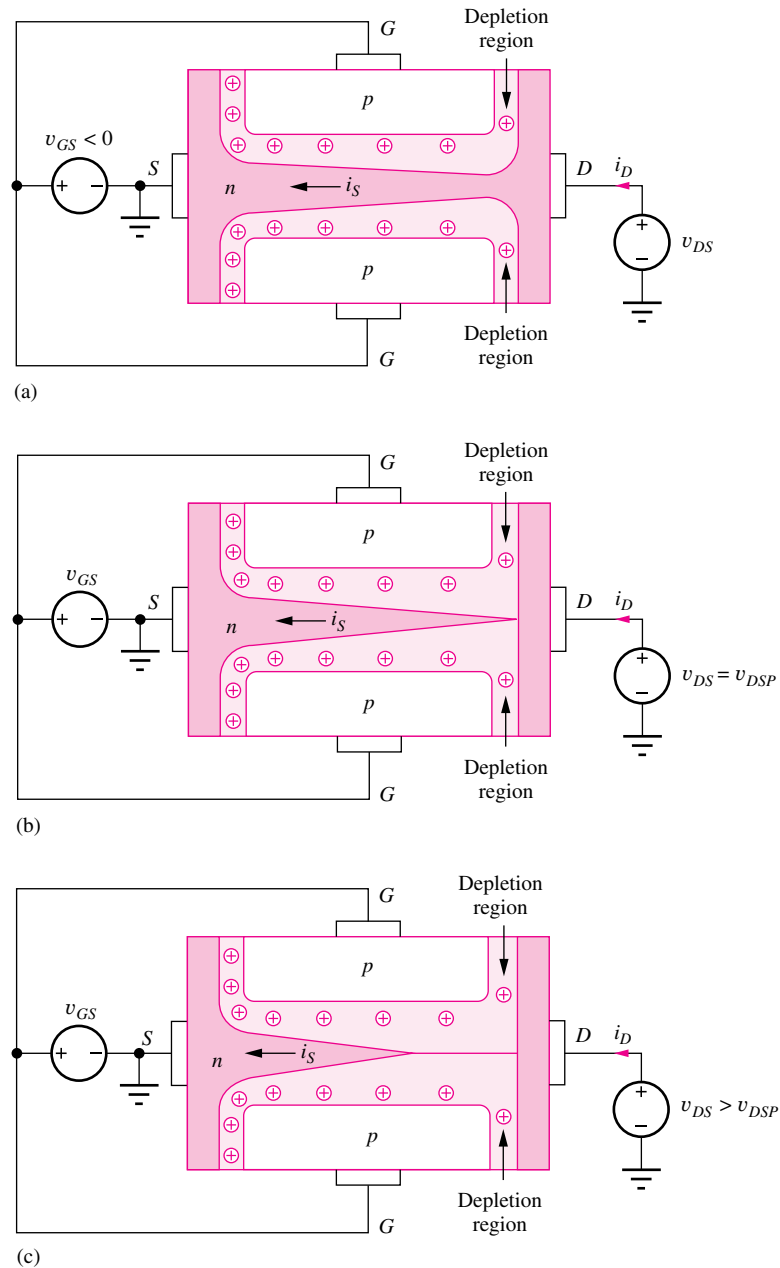 Depletion
region
G
p
v_GS < 0
S
+ −
n
i_S
D
i_D
+
−
v_DS
p
Depletion
region
G
(a)
Depletion
region
G
p
v_GS
S
+ −
n
i_S
D
i_D
+
−
v_DS = v_DSP
p
Depletion
region
G
(b)
Depletion
region
G
p
v_GS
S
+ −
n
i_S
D
i_D
+
−
v_DS > v_DSP
p
Depletion
region
G
(c)